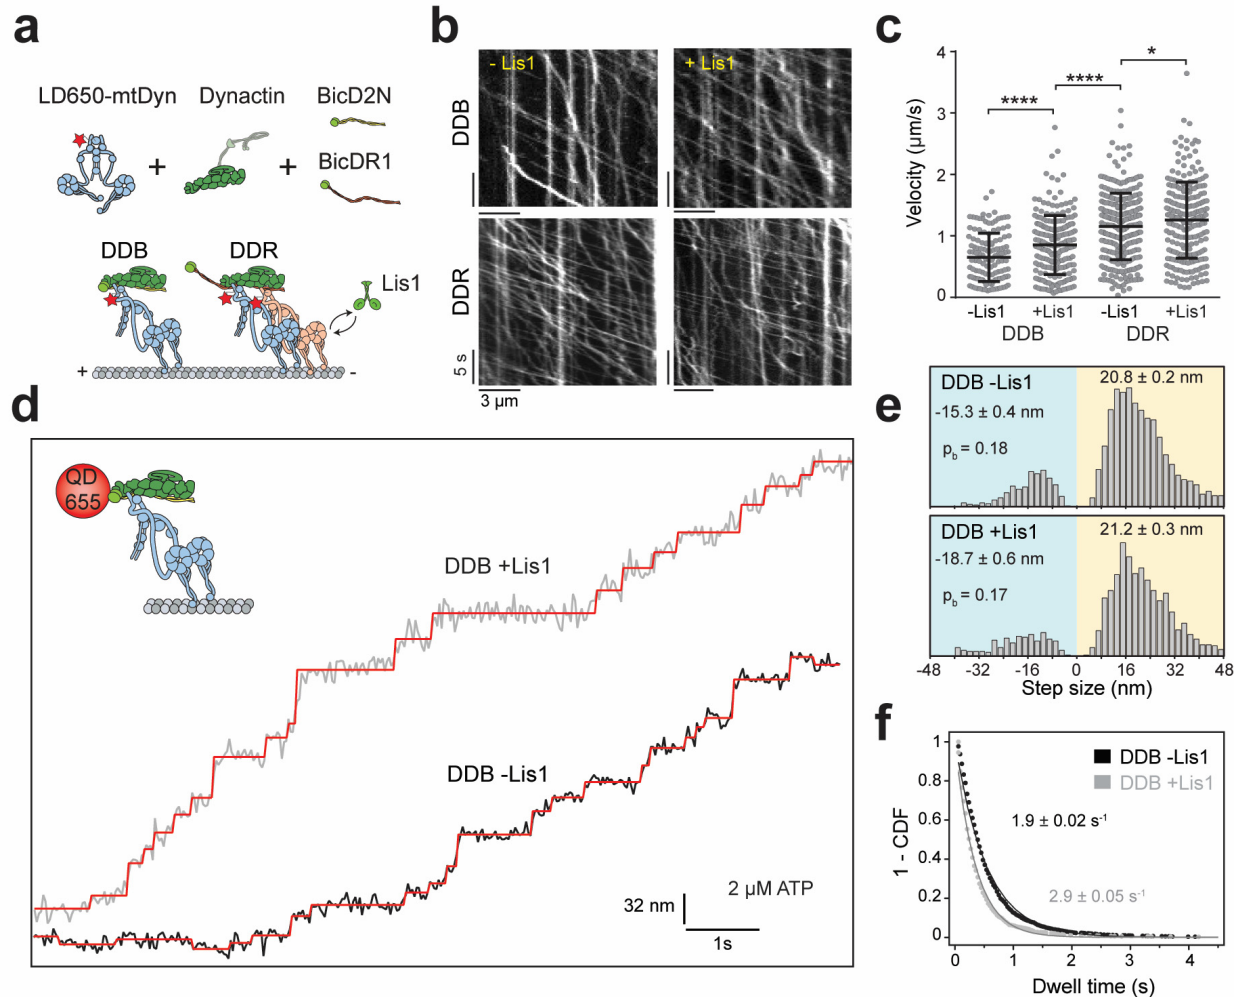 a
LD650-mtDyn
Dynactin
BicD2N
BicDR1
+
+
DDB
DDR
Lis1
+
-
b
- Lis1
+ Lis1
DDB
DDR
5 s
3 µm
c
Velocity (µm/s)
4
3
2
1
0
****
****
*
-Lis1
+Lis1
-Lis1
+Lis1
DDB
DDR
d
QD
655
DDB +Lis1
DDB -Lis1
32 nm
2 µM ATP
1s
e
DDB -Lis1
20.8 ± 0.2 nm
-15.3 ± 0.4 nm
pb = 0.18
DDB +Lis1
21.2 ± 0.3 nm
-18.7 ± 0.6 nm
pb = 0.17
-48 -32 -16 0 16 32 48
Step size (nm)
f
1 - CDF
1
0.8
0.6
0.4
0.2
0
DDB -Lis1
DDB +Lis1
1.9 ± 0.02 s-1
2.9 ± 0.05 s-1
0 1 2 3 4
Dwell time (s)